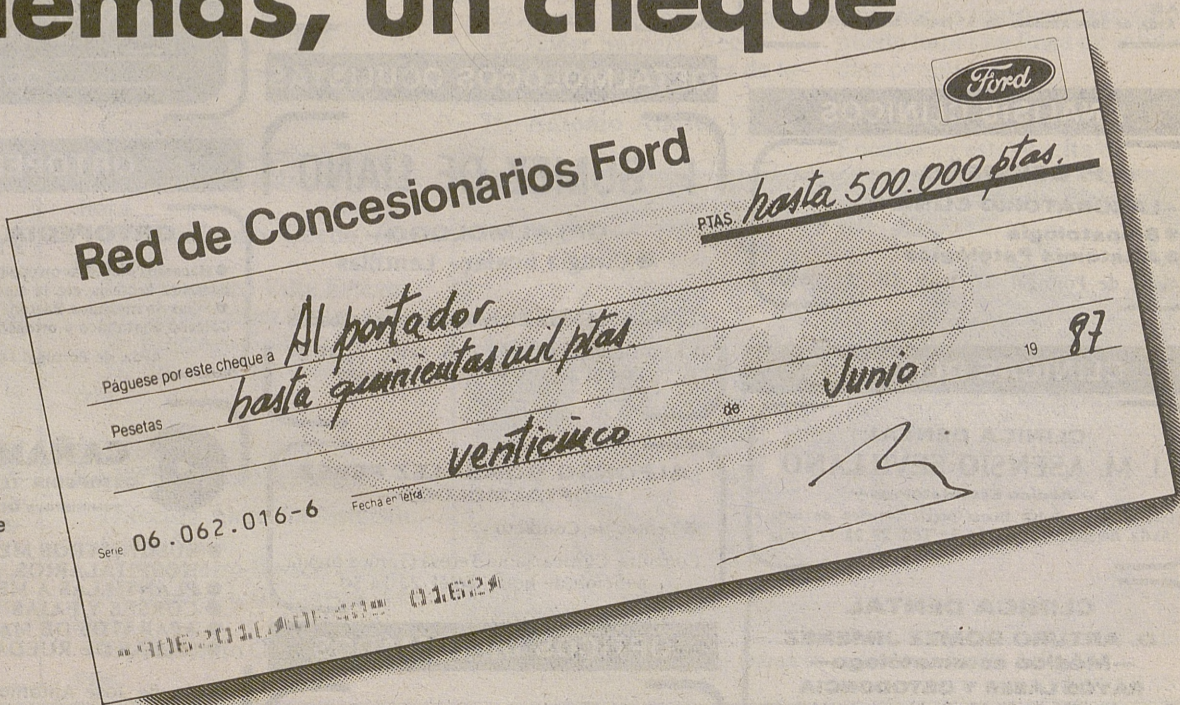 demás, un cheque
Ford
Red de Concesionarios Ford
PTAS. hasta 500.000 ptas.
Páguese por este cheque a Al portador
Pesetas hasta quinientas mil ptas.
venticinco de Junio 19 87
Fecha en letra
Serie 06.062.016-6